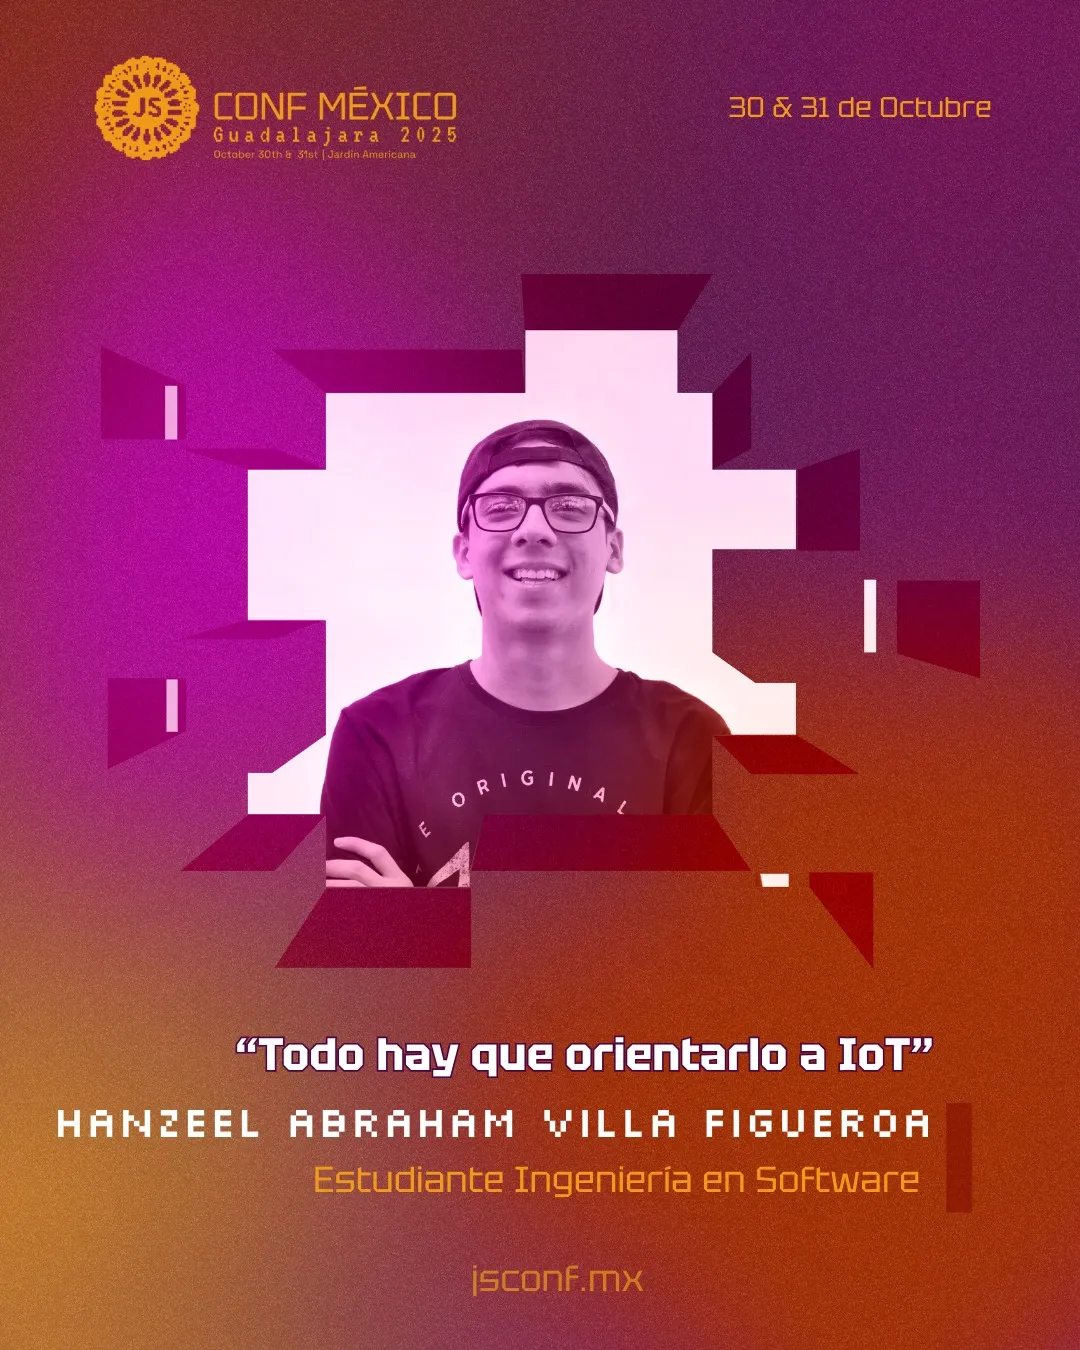 JS
CONF MÉXICO
Guadalajara 2025
October 30th & 31st | Jardín Americana
30 & 31 de Octubre
ORIGINAL
“Todo hay que orientarlo a IoT”
HANZEEL ABRAHAM VILLA FIGUEROA
Estudiante Ingeniería en Software
jsconf.mx